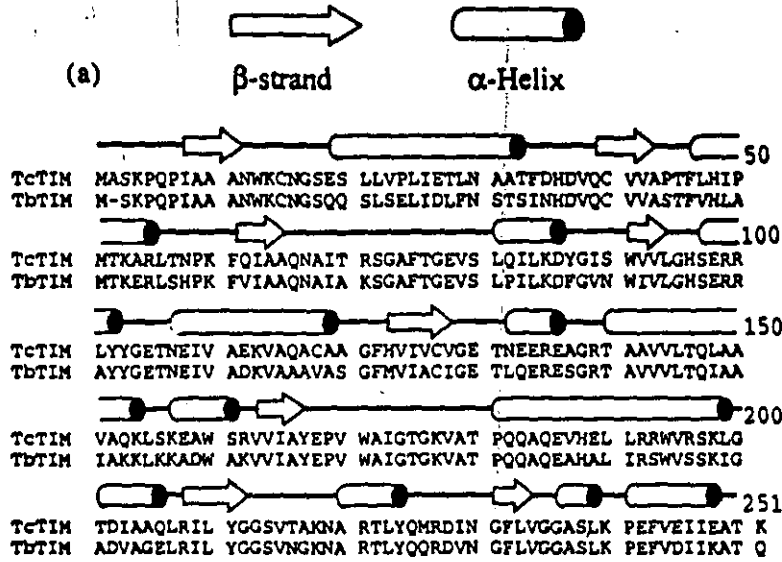 (a)
β-strand α-Helix
50
TcTIM MASKPQPIAA ANWKCNGSES LLVPLIETLN AATFDHDVQC VVAPTFLHIP
TbTIM M-SKPQPIAA ANWKCNGSQQ SLSELIDLFN STSINHDVQC VVASTFVHLA
100
TcTIM MTKARLTNPK FQIAAQNAIT RSGAFTGEVS LQILKDYGIS WVVLGHSERR
TbTIM MTKERLSHPK FVIAAQNAIA KSGAFTGEVS LPILKDFGVN WIVLGHSERR
150
TcTIM LYYGETNEIV AEKVAQACAA GFHVIVCVGE TNEEREAGRT AAVVLTQLAA
TbTIM AYYGETNEIV ADKVAAAVAS GFMVIACIGE TLQERESGRT AVVVLTQIAA
200
TcTIM VAQKLSKEAW SRVVIAYEPV WAIGTGKVAT PQQAQEVHEL LRRWVRSKLG
TbTIM IAKKLKKADW AKVVIAYEPV WAIGTGKVAT PQQAQEAHAL IRSWVSSKIG
251
TcTIM TDIAAQLRIL YGGSVTAKNA RTLYQMRDIN GFLVGGASLK PEFVEIIEAT K
TbTIM ADVAGELRIL YGGSVNGKNA RTLYQQRDVN GFLVGGASLK PEFVDIIKAT Q